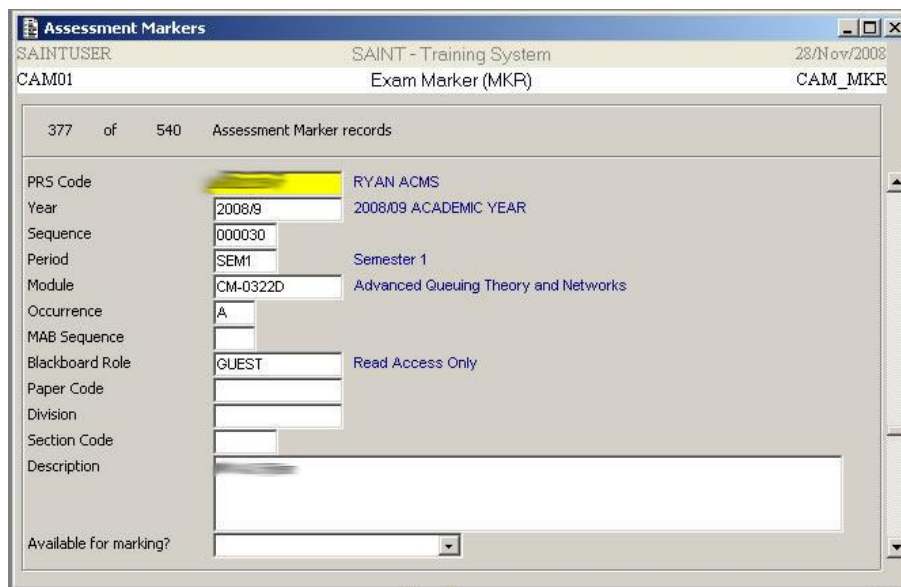 Assessment Markers
SAINTUSER SAINT - Training System 28/Nov/2008
CAM01 Exam Marker (MKR) CAM_MKR
377 of 540 Assessment Marker records
PRS Code RYAN ACMS
Year 2008/9 2008/09 ACADEMIC YEAR
Sequence 000030
Period SEM1 Semester 1
Module CM-0322D Advanced Queuing Theory and Networks
Occurrence A
MAB Sequence
Blackboard Role GUEST Read Access Only
Paper Code
Division
Section Code
Description
Available for marking?